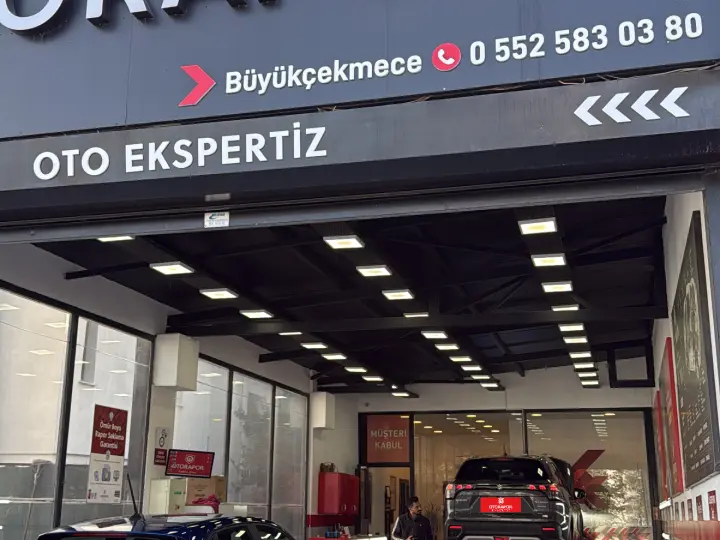 Büyükçekmece 0 552 583 03 80
OTO EKSPERTİZ
Ömür Boyu
Rapor Saklama
Garantisi
OTORAPOR
MÜŞTERİ
KABUL
OTORAPOR